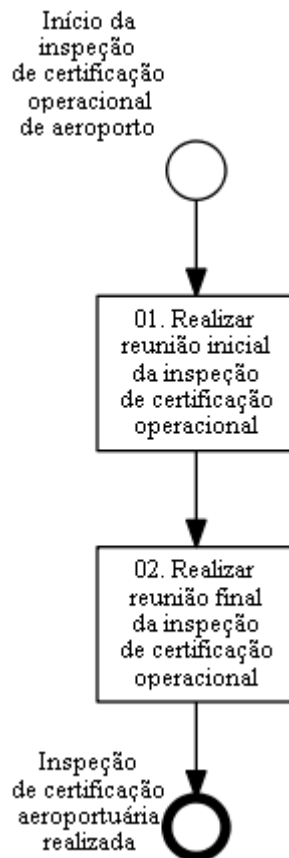 Início da
inspeção
de certificação
operacional
de aeroporto
01. Realizar
reunião inicial
da inspeção
de certificação
operacional
02. Realizar
reunião final
da inspeção
de certificação
operacional
Inspeção
de certificação
aeroportuária
realizada